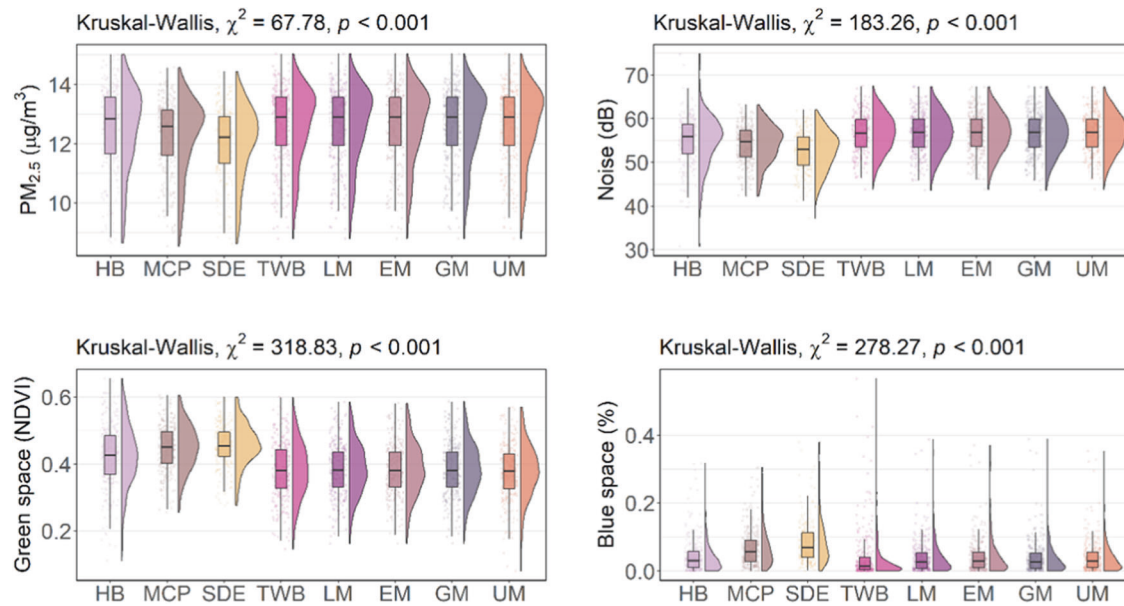 Kruskal-Wallis, χ² = 67.78, p < 0.001
PM₂.₅ (μg/m³)
14
12
10
HB MCP SDE TWB LM EM GM UM
Kruskal-Wallis, χ² = 183.26, p < 0.001
Noise (dB)
70
60
50
40
30
HB MCP SDE TWB LM EM GM UM
Kruskal-Wallis, χ² = 318.83, p < 0.001
Green space (NDVI)
0.6
0.4
0.2
HB MCP SDE TWB LM EM GM UM
Kruskal-Wallis, χ² = 278.27, p < 0.001
Blue space (%)
0.4
0.2
0.0
HB MCP SDE TWB LM EM GM UM